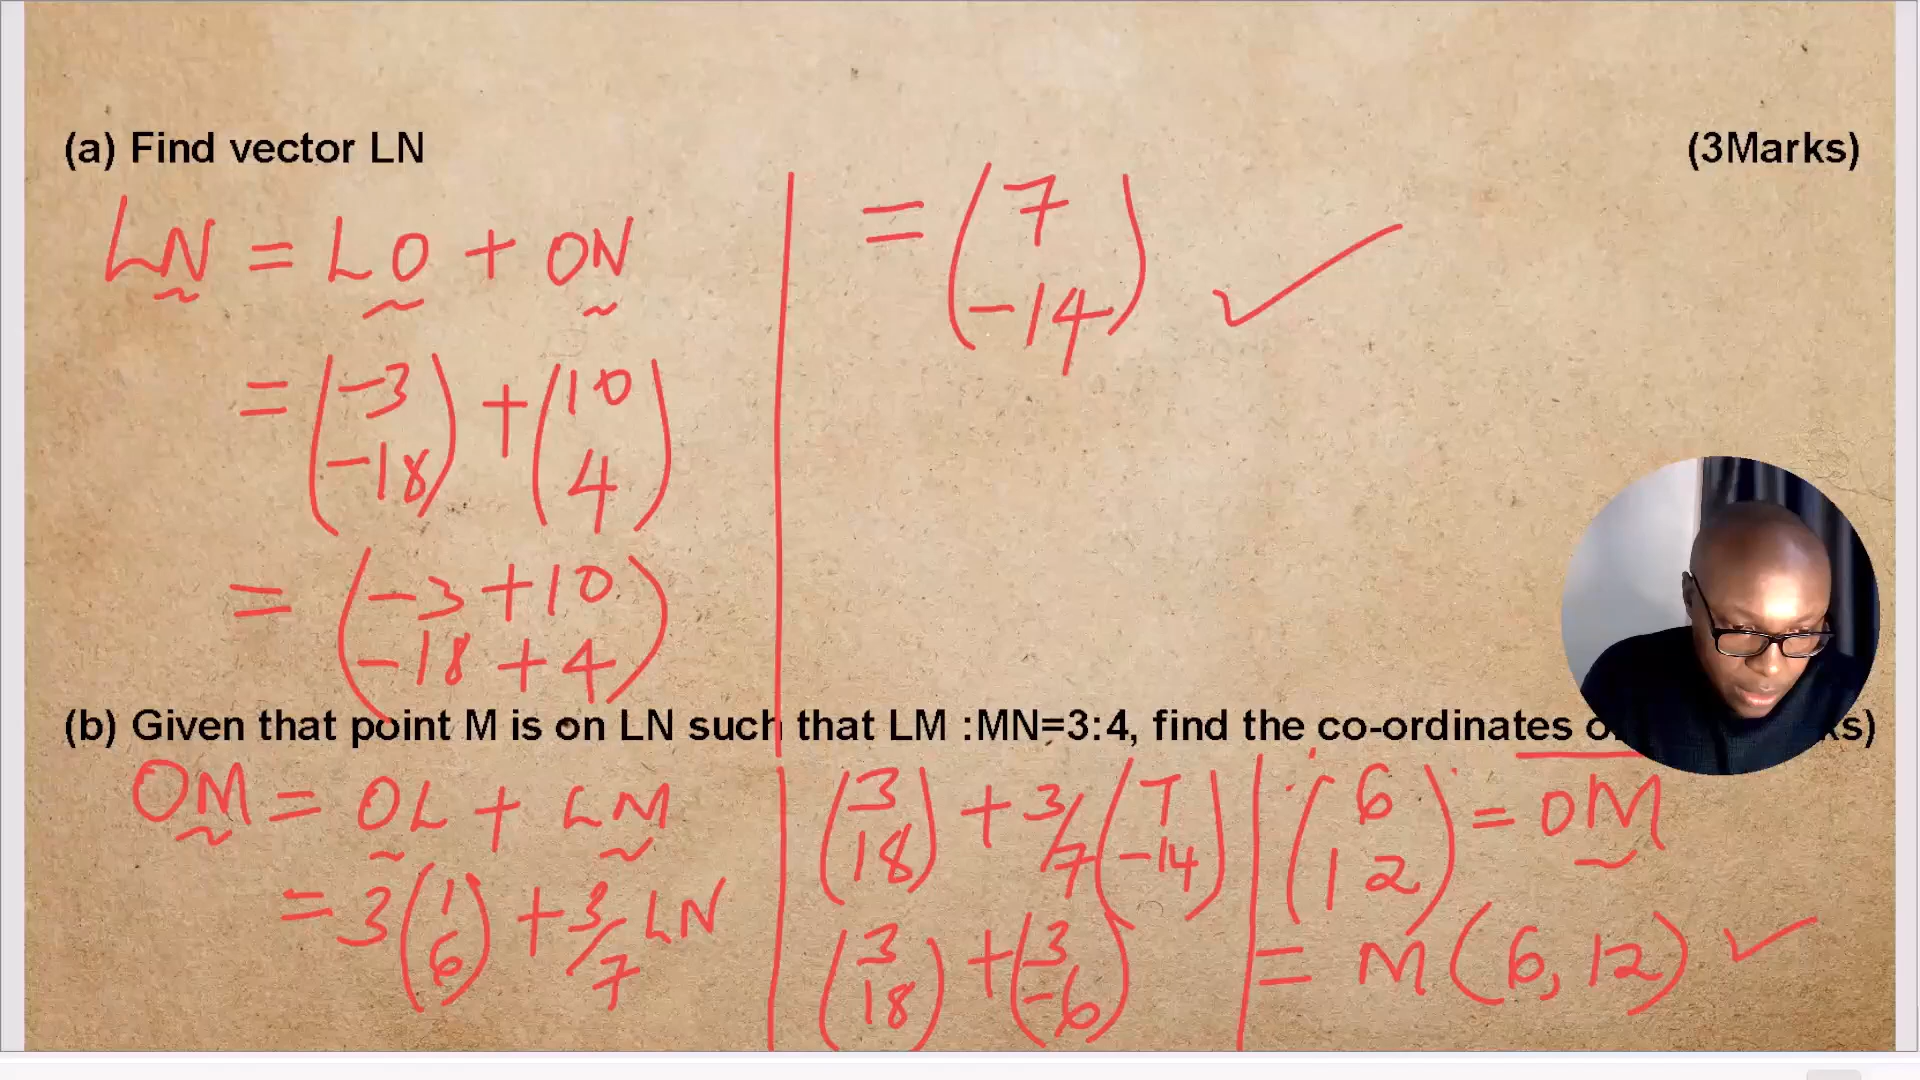 (a) Find vector LN (3Marks)
LN = LO + ON
= (-3 -18) + (10 4)
= (-3+10 -18+4)
= (7 -14) ✓
(b) Given that point M is on LN such that LM :MN=3:4, find the co-ordinates
OM = OL + LM
= 3(1 6) + 3/7 LN
(3 18) + 3/7 (7 -14)
(3 18) + (3 -6)
(6 12) = OM
= M(6, 12) ✓